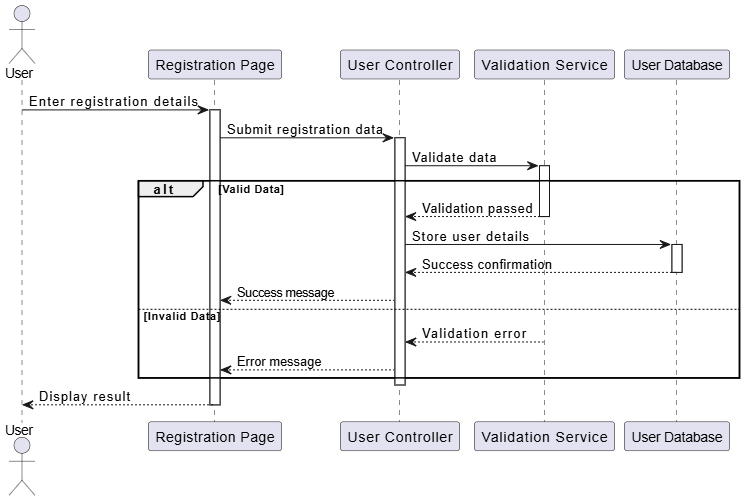 User
Registration Page
User Controller
Validation Service
User Database
Enter registration details
Submit registration data
Validate data
alt
[Valid Data]
Validation passed
Store user details
Success confirmation
Success message
[Invalid Data]
Validation error
Error message
Display result
User
Registration Page
User Controller
Validation Service
User Database